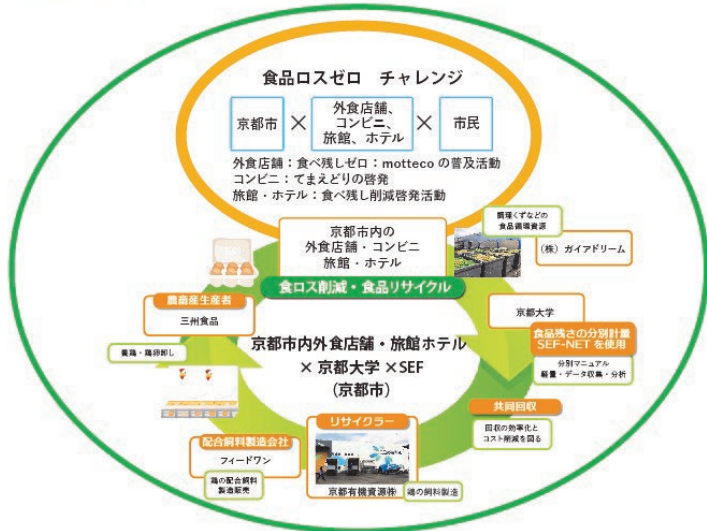 食品ロスゼロ チャレンジ
京都市
×
外食店舗、
コンビニ、
旅館、ホテル
×
市民
外食店舗：食べ残しゼロ：mottecoの普及活動
コンビニ：てまえどりの啓発
旅館・ホテル：食べ残し削減啓発活動
京都市内の
外食店舗・コンビニ
旅館・ホテル
調理くずなどの
食品循環資源
(株) ガイアドリーム
食ロス削減・食品リサイクル
農畜産生産者
三州食品
養鶏・鶏卵卸し
京都大学
食品残さの分別計量
SEF-NETを使用
分別マニュアル
軽量・データ収集・分析
京都市内外食店舗・旅館ホテル
× 京都大学 ×SEF
(京都市)
共同回収
回収の効率化と
コスト削減を図る
リサイクラー
京都有機資源㈱
鶏の飼料製造
配合飼料製造会社
フィードワン
鶏の配合飼料
製造販売